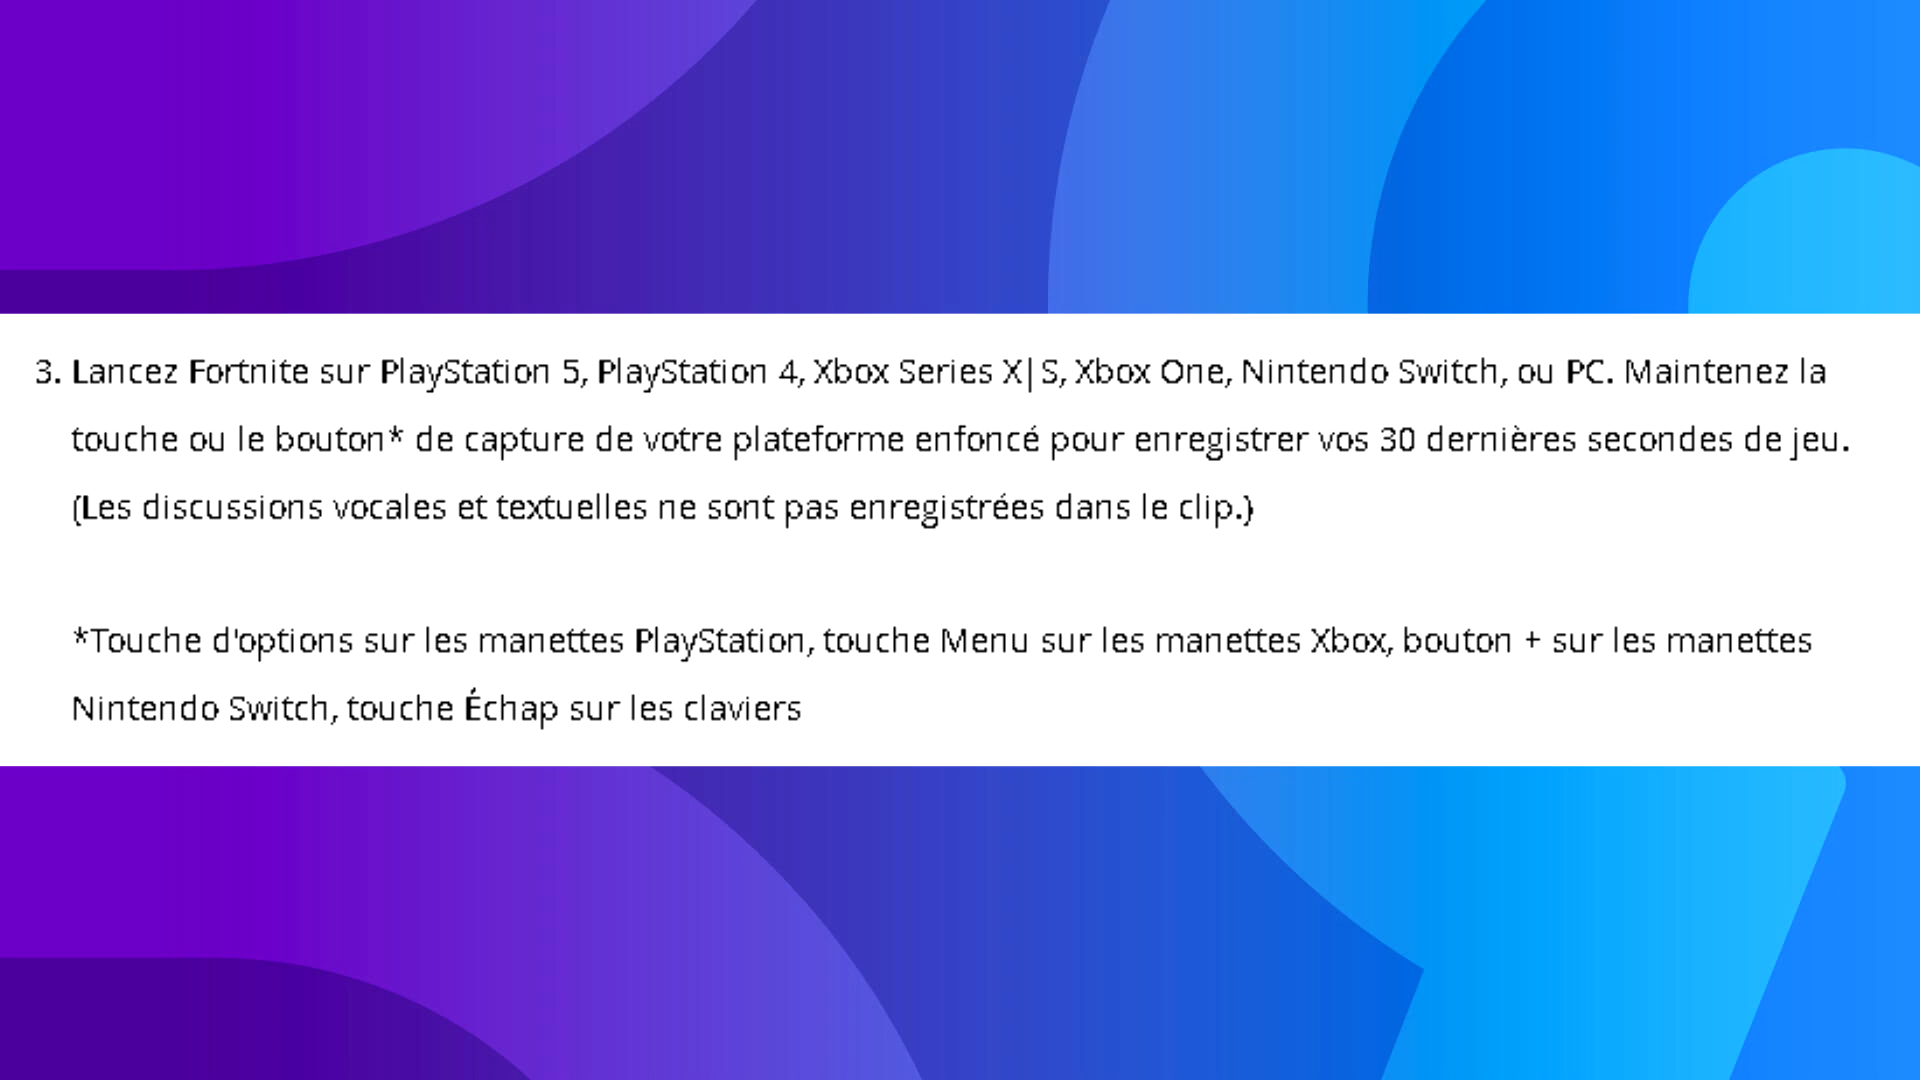 3. Lancez Fortnite sur PlayStation 5, PlayStation 4, Xbox Series X|S, Xbox One, Nintendo Switch, ou PC. Maintenez la
touche ou le bouton* de capture de votre plateforme enfoncé pour enregistrer vos 30 dernières secondes de jeu.
(Les discussions vocales et textuelles ne sont pas enregistrées dans le clip.)
*Touche d'options sur les manettes PlayStation, touche Menu sur les manettes Xbox, bouton + sur les manettes
Nintendo Switch, touche Échap sur les claviers